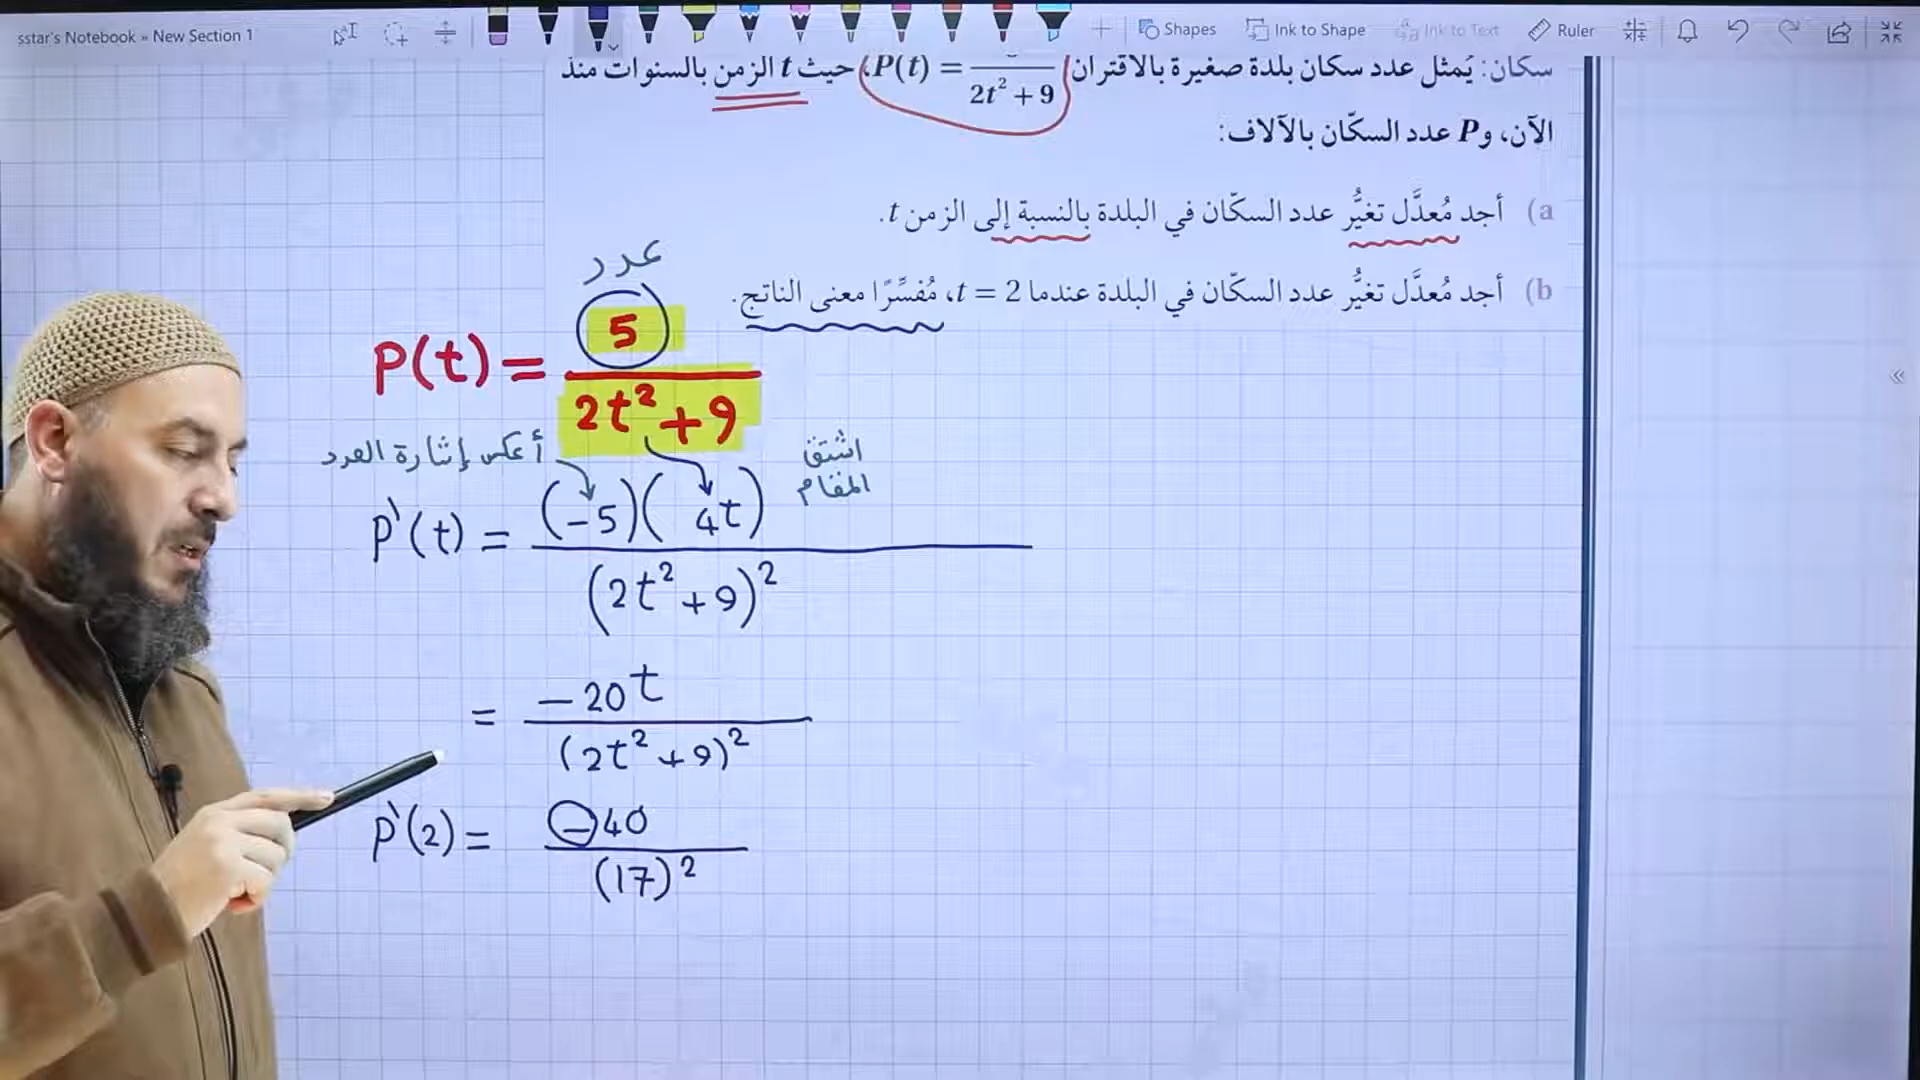 sstar's Notebook » New Section 1
Shapes Ink to Shape Ink to Text Ruler
سكان: يُمثل عدد سكان بلدة صغيرة بالاقتران P(t) = ‎/ 2t² + 9، حيث t الزمن بالسنوات منذ
الآن، وP عدد السكّان بالآلاف:
a) أجد مُعدَّل تغيُّر عدد السكّان في البلدة بالنسبة إلى الزمن t.
b) أجد مُعدَّل تغيُّر عدد السكّان في البلدة عندما t = 2، مُفسِّرًا معنى الناتج.
عدد
P(t) = 5 / 2t² + 9
أعكس إشارة العدد
اشتق
المقام
P`(t) = (-5)(4t) / (2t² + 9)²
= -20t / (2t² + 9)²
P`(2) = -40 / (17)²